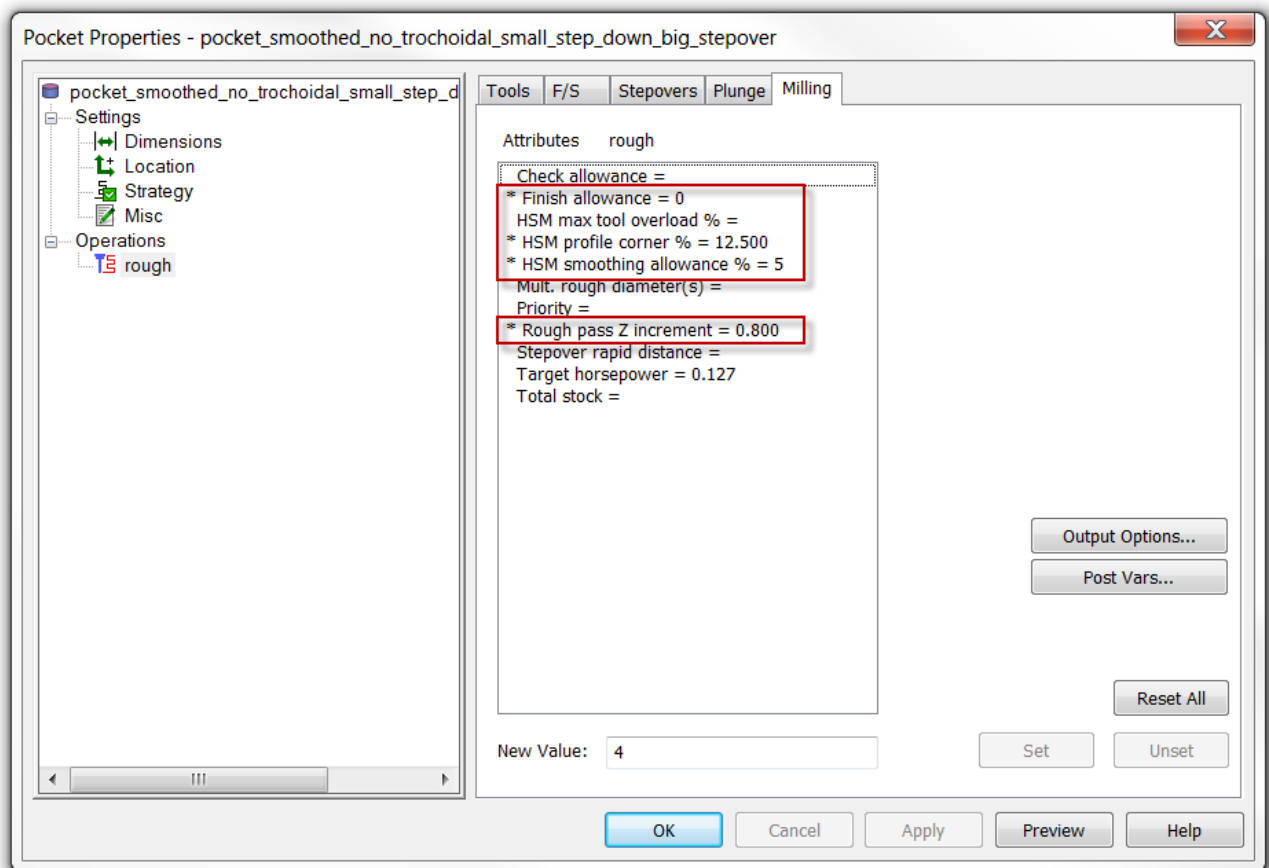 Pocket Properties - pocket_smoothed_no_trochoidal_small_step_down_big_stepover
X
pocket_smoothed_no_trochoidal_small_step_d
Settings
Dimensions
Location
Strategy
Misc
Operations
rough
Tools F/S Stepovers Plunge Milling
Attributes rough
Check allowance =
* Finish allowance = 0
HSM max tool overload % =
* HSM profile corner % = 12.500
* HSM smoothing allowance % = 5
Mult. rough diameter(s) =
Priority =
* Rough pass Z increment = 0.800
Stepover rapid distance =
Target horsepower = 0.127
Total stock =
Output Options...
Post Vars...
Reset All
New Value: 4 Set Unset
OK Cancel Apply Preview Help